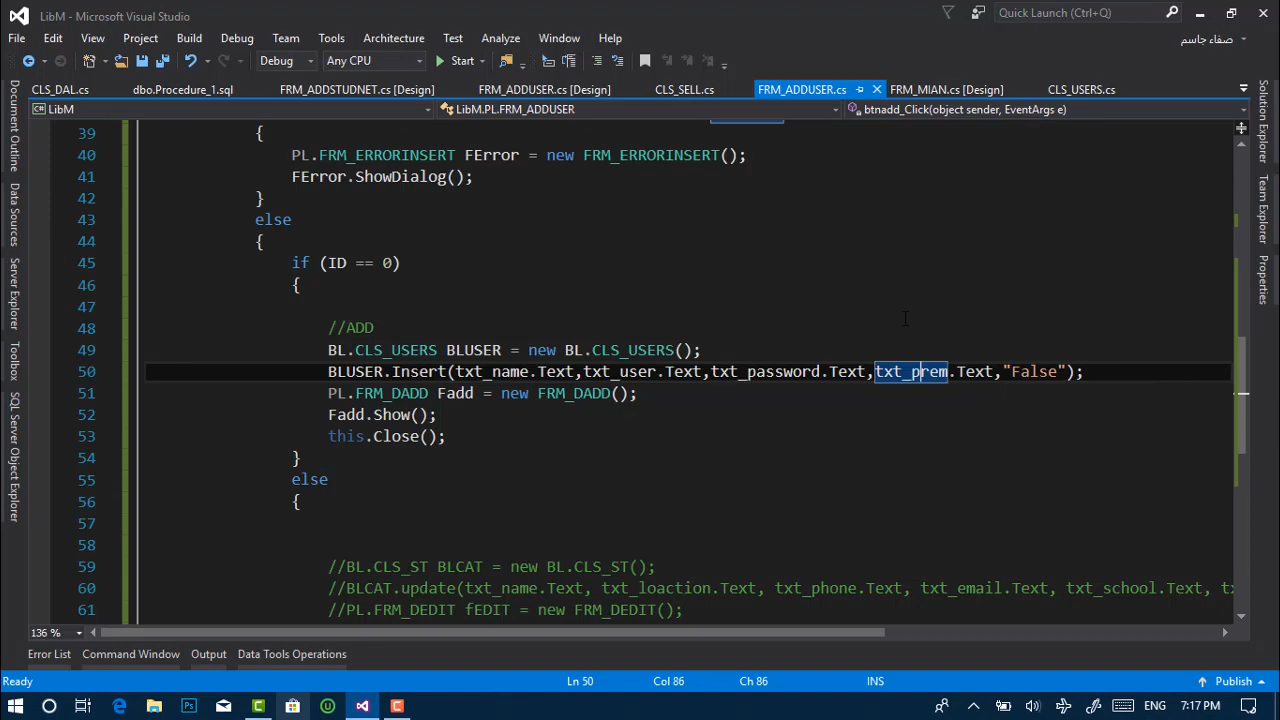 LibM - Microsoft Visual Studio
Quick Launch (Ctrl+Q)
File Edit View Project Build Debug Team Tools Architecture Test Analyze Window Help
صفاء جاسم
Debug Any CPU Start
CLS_DAL.cs dbo.Procedure_1.sql FRM_ADDSTUDNET.cs [Design] FRM_ADDUSER.cs [Design] CLS_SELL.cs FRM_ADDUSER.cs FRM_MIAN.cs [Design] CLS_USERS.cs
LibM LibM.PL.FRM_ADDUSER btnadd_Click(object sender, EventArgs e)
Document Outline
Data Sources
Server Explorer
Toolbox
SQL Server Object Explorer
39 {
40 PL.FRM_ERRORINSERT FError = new FRM_ERRORINSERT();
41 FError.ShowDialog();
42 }
43 else
44 {
45 if (ID == 0)
46 {
47
48 //ADD
49 BL.CLS_USERS BLUSER = new BL.CLS_USERS();
50 BLUSER.Insert(txt_name.Text,txt_user.Text,txt_password.Text,txt_prem.Text,"False");
51 PL.FRM_DADD Fadd = new FRM_DADD();
52 Fadd.Show();
53 this.Close();
54 }
55 else
56 {
57
58
59 //BL.CLS_ST BLCAT = new BL.CLS_ST();
60 //BLCAT.update(txt_name.Text, txt_loaction.Text, txt_phone.Text, txt_email.Text, txt_school.Text, t
61 //PL.FRM_DEDIT fEDIT = new FRM_DEDIT();
Solution Explorer
Team Explorer
Properties
136 %
Error List Command Window Output Data Tools Operations
Ready Ln 50 Col 86 Ch 86 INS Publish
ENG 7:17 PM